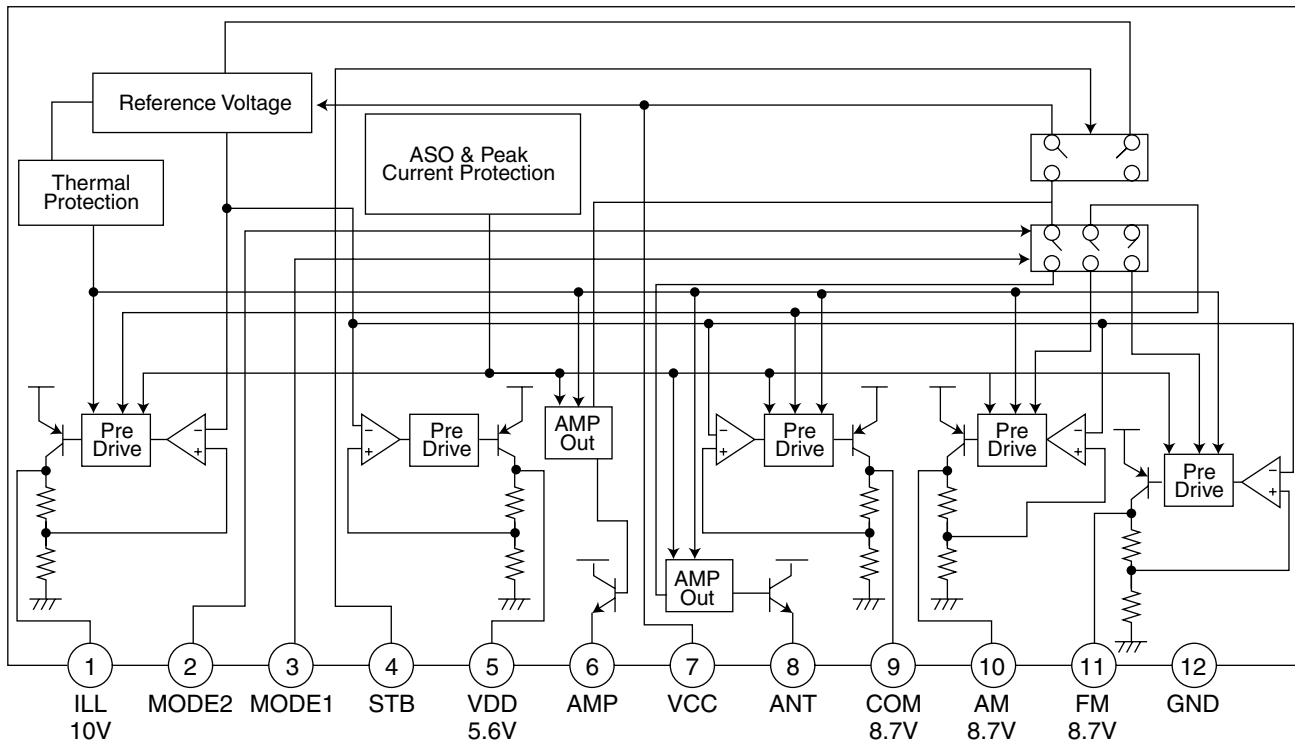 Reference Voltage
ASO & Peak
Current Protection
Thermal
Protection
Pre
Drive
−
+
−
+
Pre
Drive
AMP
Out
−
+
Pre
Drive
Pre
Drive
−
+
Pre
Drive
−
+
AMP
Out
1
2
3
4
5
6
7
8
9
10
11
12
ILL
MODE2
MODE1
STB
VDD
AMP
VCC
ANT
COM
AM
FM
GND
10V
5.6V
8.7V
8.7V
8.7V